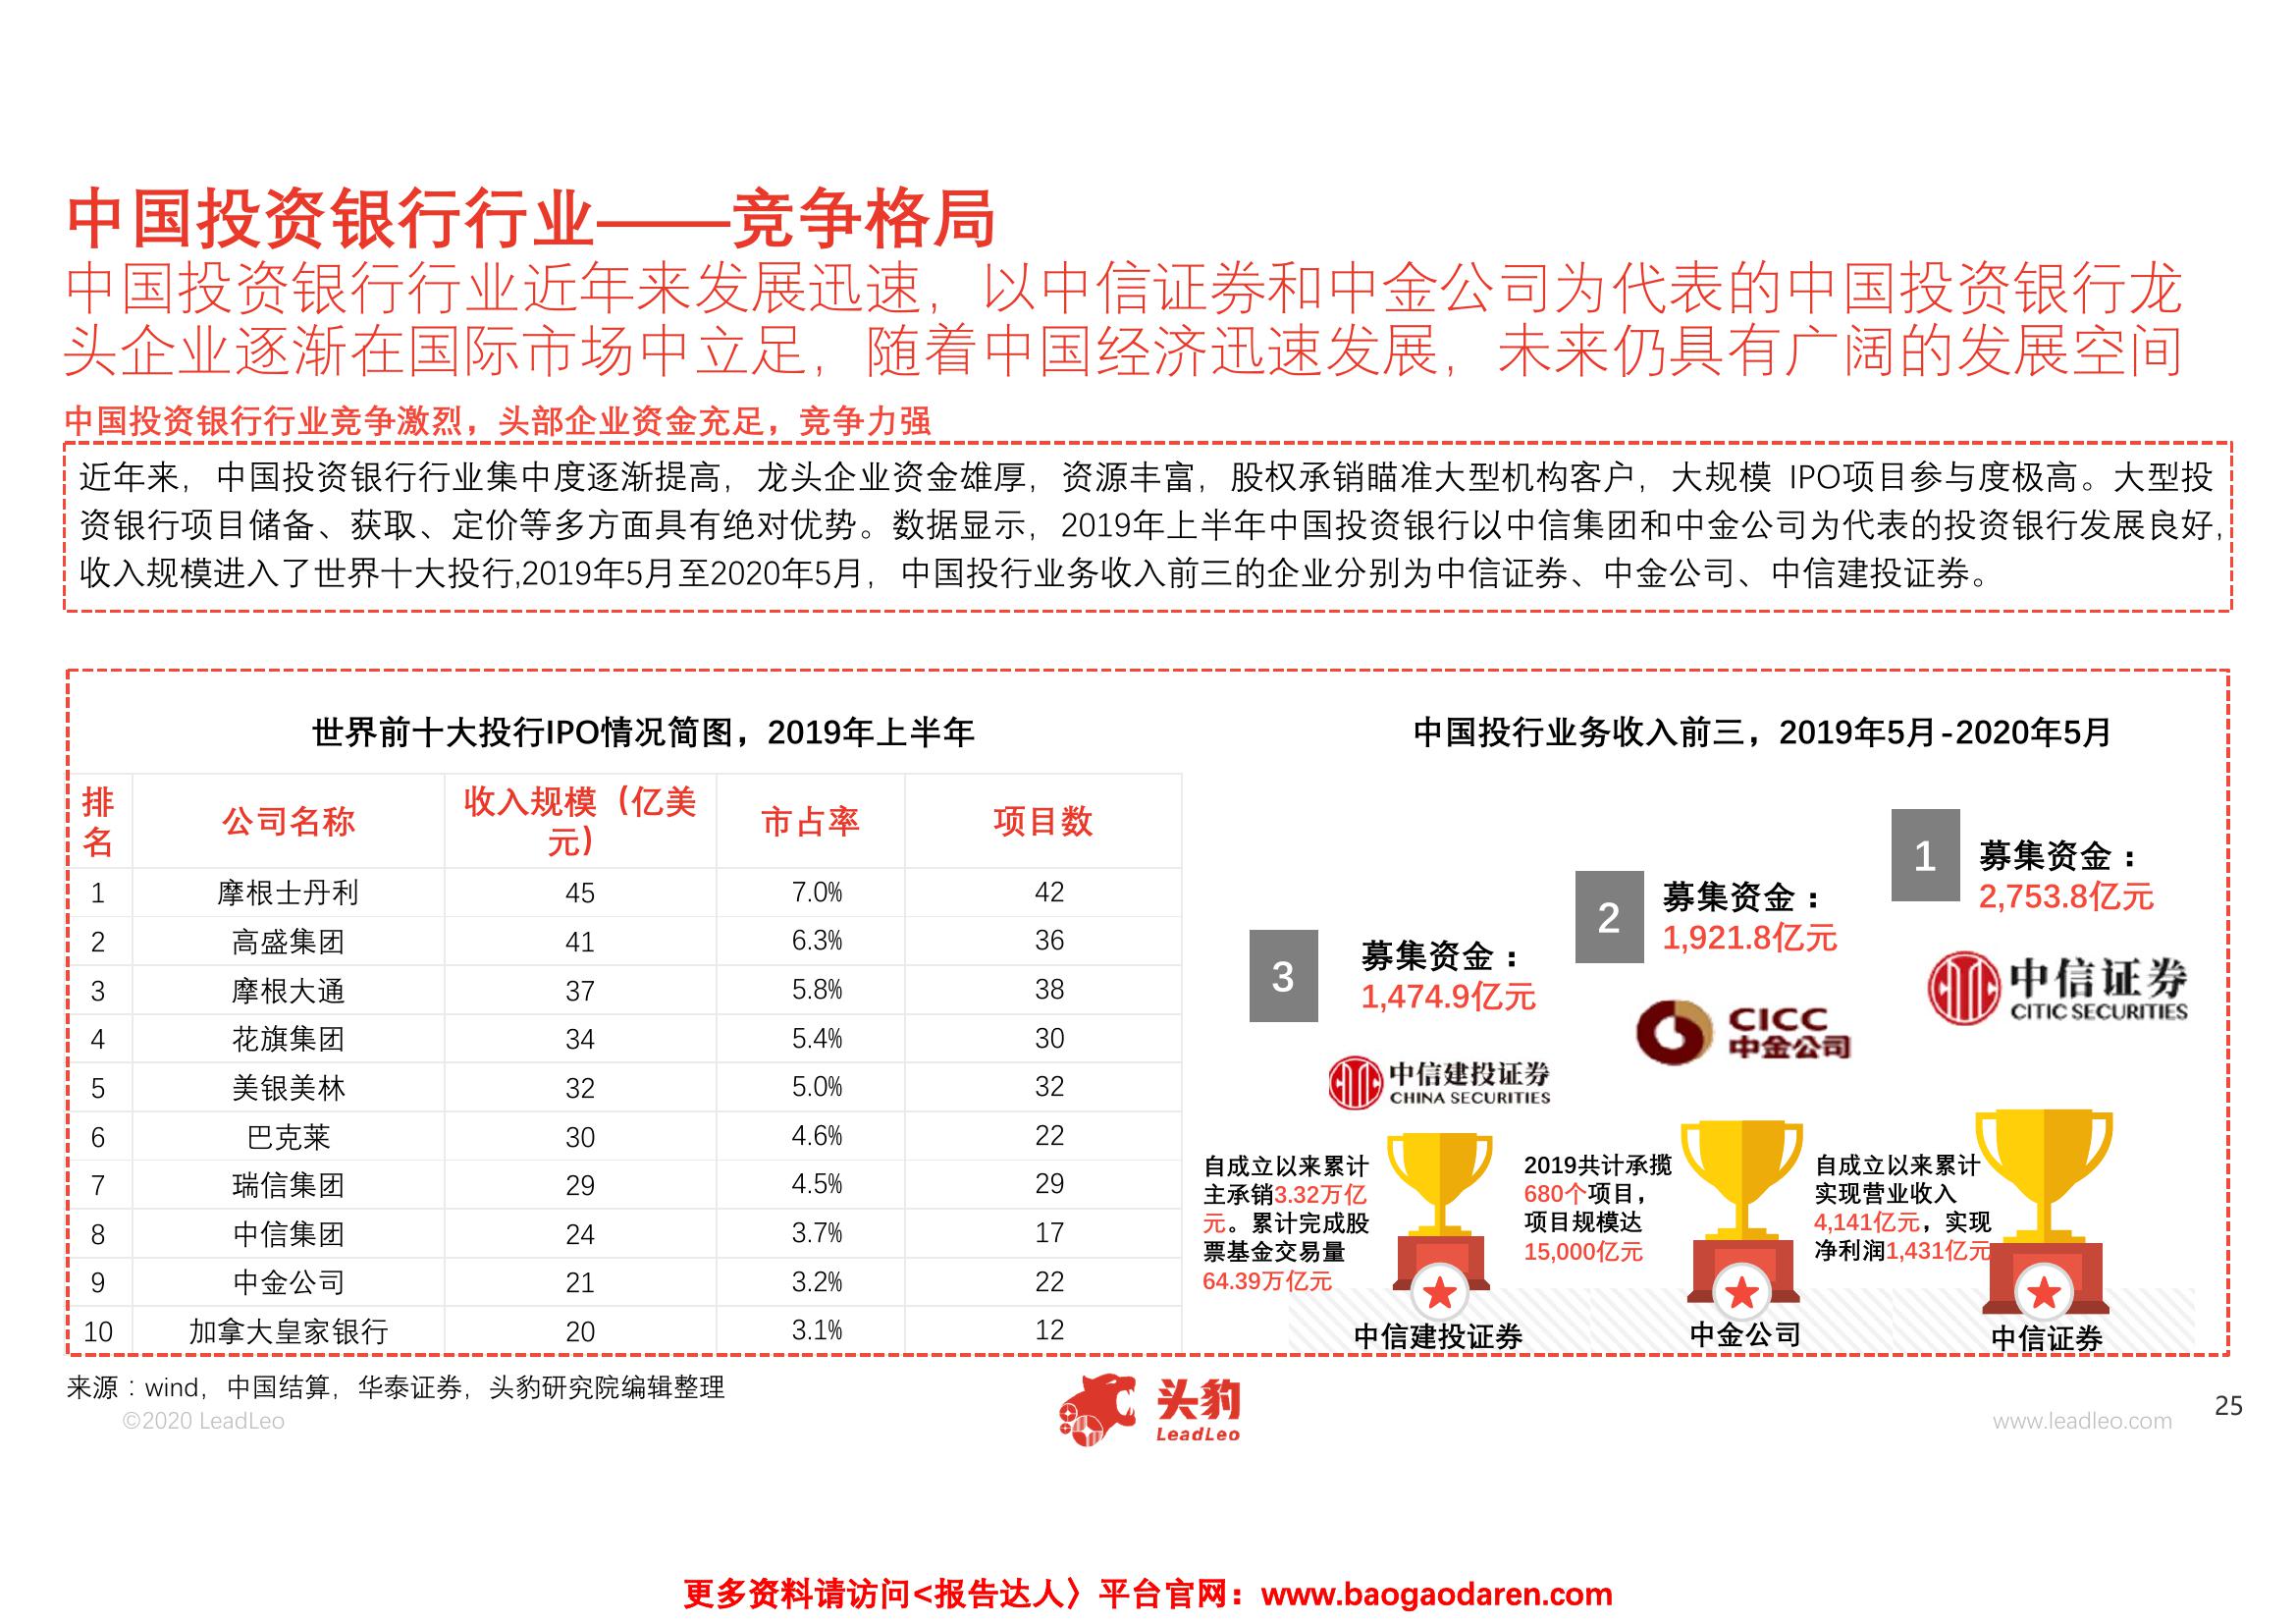 中国投资银行行业——竞争格局
中国投资银行行业近年来发展迅速，以中信证券和中金公司为代表的中国投资银行龙
头企业逐渐在国际市场中立足，随着中国经济迅速发展，未来仍具有广阔的发展空间
中国投资银行行业竞争激烈，头部企业资金充足，竞争力强
近年来，中国投资银行行业集中度逐渐提高，龙头企业资金雄厚，资源丰富，股权承销瞄准大型机构客户，大规模 IPO项目参与度极高。大型投
资银行项目储备、获取、定价等多方面具有绝对优势。数据显示，2019年上半年中国投资银行以中信集团和中金公司为代表的投资银行发展良好,
收入规模进入了世界十大投行,2019年5月至2020年5月，中国投行业务收入前三的企业分别为中信证券、中金公司、中信建投证券。
世界前十大投行IPO情况简图，2019年上半年
排名 公司名称 收入规模（亿美元） 市占率 项目数
1 摩根士丹利 45 7.0% 42
2 高盛集团 41 6.3% 36
3 摩根大通 37 5.8% 38
4 花旗集团 34 5.4% 30
5 美银美林 32 5.0% 32
6 巴克莱 30 4.6% 22
7 瑞信集团 29 4.5% 29
8 中信集团 24 3.7% 17
9 中金公司 21 3.2% 22
10 加拿大皇家银行 20 3.1% 12
中国投行业务收入前三，2019年5月-2020年5月
3
募集资金：
1,474.9亿元
中信建投证券
CHINA SECURITIES
自成立以来累计
主承销3.32万亿
元。累计完成股
票基金交易量
64.39万亿元
中信建投证券
2
募集资金：
1,921.8亿元
CICC
中金公司
2019共计承揽
680个项目，
项目规模达
15,000亿元
中金公司
1
募集资金：
2,753.8亿元
中信证券
CITIC SECURITIES
自成立以来累计
实现营业收入
4,141亿元，实现
净利润1,431亿元
中信证券
来源：wind，中国结算，华泰证券，头豹研究院编辑整理
©2020 LeadLeo
头豹
LeadLeo
www.leadleo.com
25
更多资料请访问<报告达人〉平台官网：www.baogaodaren.com